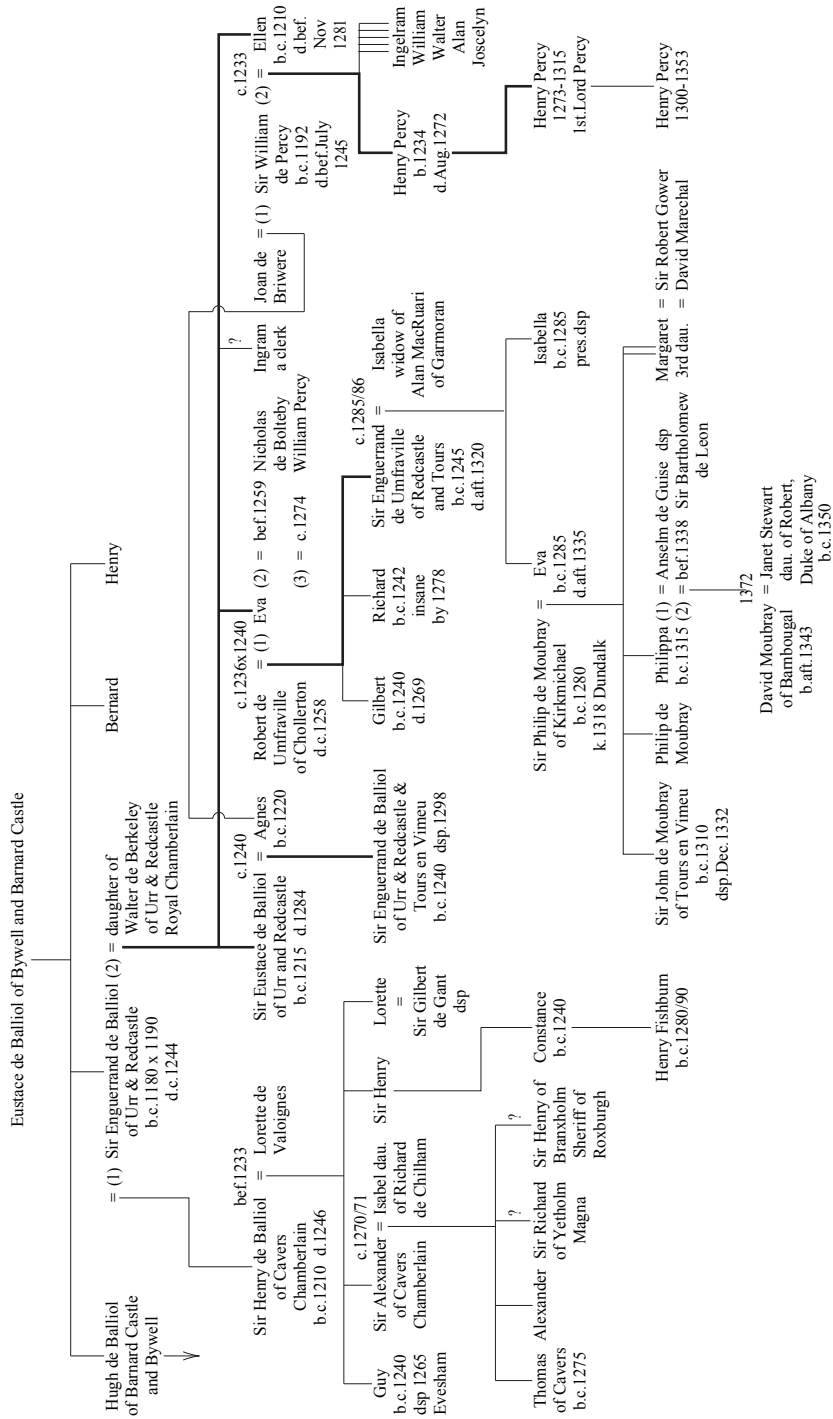 Eustace de Balliol of Bywell and Barnard Castle
Hugh de Balliol
of Barnard Castle
and Bywell
= (1)
Sir Enguerrand de Balliol (2) =
of Urr & Redcastle
b.c.1180 x 1190
d.c.1244
daughter of
Walter de Berkeley
of Urr & Redcastle
Royal Chamberlain
Bernard
Henry
bef.1233
Sir Henry de Balliol =
of Cavers
Chamberlain
b.c.1210 d.1246
Lorette de
Valoignes
c.1240
Sir Eustace de Balliol =
of Urr and Redcastle
b.c.1215 d.1284
Agnes
b.c.1220
c.1236x1240
Robert de = (1)
Umfraville
of Chollerton
d.c.1258
Eva (2) = bef.1259
(3) = c.1274
Nicholas
de Bolteby
William Percy
?
Ingram
a clerk
Joan de = (1)
Briwere
c.1233
Sir William (2) =
de Percy
b.c.1192
d.bef.July
1245
Ellen
b.c.1210
d.bef.
Nov
1281
Guy
b.c.1240
dsp 1265
Evesham
c.1270/71
Sir Alexander =
of Cavers
Chamberlain
Isabel dau.
of Richard
de Chilham
Sir Henry
Lorette
=
Sir Gilbert
de Gant
dsp
Sir Enguerrand de Balliol
of Urr & Redcastle &
Tours en Vimeu
b.c.1240 dsp.1298
Gilbert
b.c.1240
d.1269
Richard
b.c.1242
insane
by 1278
c.1285/86
Sir Enguerrand =
de Umfraville
of Redcastle
and Tours
b.c.1245
d.aft.1320
Isabella
widow of
Alan MacRuari
of Garmoran
Henry Percy
b.1234
d.Aug.1272
Ingelram
William
Walter
Alan
Joscelyn
Thomas
of Cavers
b.c.1275
Alexander
?
Sir Richard
of Yetholm
Magna
?
Sir Henry of
Branxholm
Sheriff of
Roxburgh
Constance
b.c.1240
Sir Philip de Moubray =
of Kirkmichael
b.c.1280
k.1318 Dundalk
Eva
b.c.1285
d.aft.1335
Isabella
b.c.1285
pres.dsp
Henry Percy
1273-1315
1st.Lord Percy
Henry Fishburn
b.c.1280/90
Sir John de Moubray
of Tours en Vimeu
b.c.1310
dsp.Dec.1332
Philip de
Moubray
Philippa (1) = Anselm de Guise dsp
b.c.1315 (2) = bef.1338 Sir Bartholomew
de Leon
Margaret = Sir Robert Gower
3rd dau. = David Marechal
Henry Percy
1300-1353
1372
David Moubray =
of Barnbougal
b.aft.1343
Janet Stewart
dau. of Robert,
Duke of Albany
b.c.1350